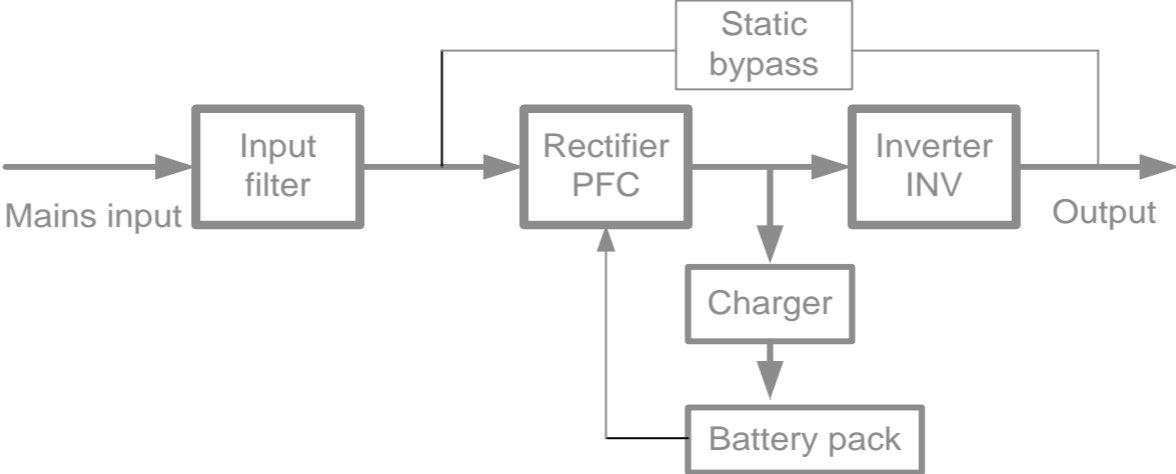 Static
bypass
Input
filter
Rectifier
PFC
Inverter
INV
Mains input
Output
Charger
Battery pack